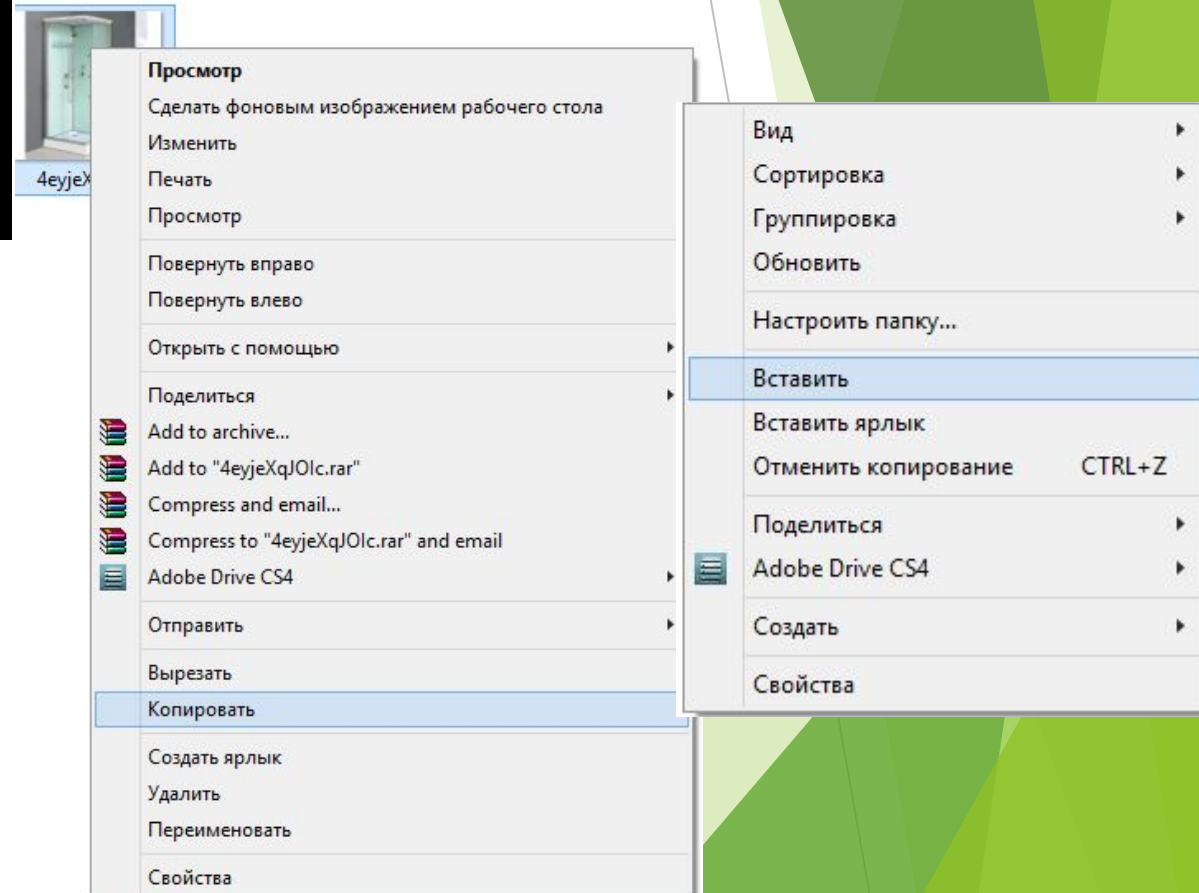 4eyjeX
Просмотр
Сделать фоновым изображением рабочего стола
Изменить
Печать
Просмотр
Повернуть вправо
Повернуть влево
Открыть с помощью
Поделиться
Add to archive...
Add to "4eyjeXqJOIc.rar"
Compress and email...
Compress to "4eyjeXqJOIc.rar" and email
Adobe Drive CS4
Отправить
Вырезать
Копировать
Создать ярлык
Удалить
Переименовать
Свойства
Вид
Сортировка
Группировка
Обновить
Настроить папку...
Вставить
Вставить ярлык
Отменить копирование CTRL+Z
Поделиться
Adobe Drive CS4
Создать
Свойства